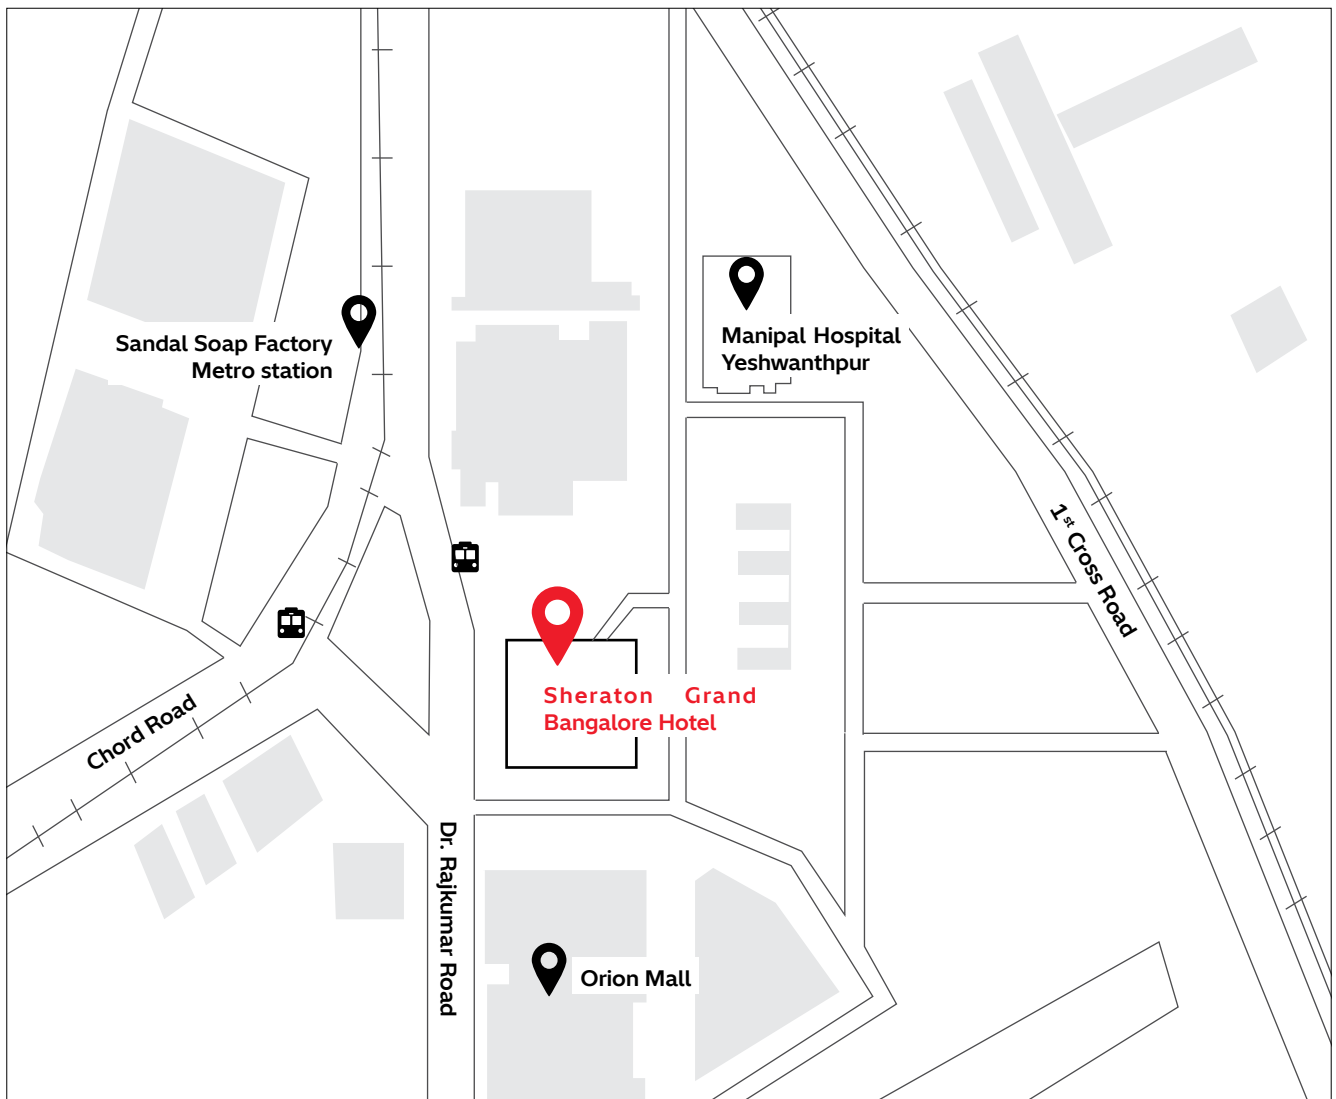 Sandal Soap Factory
Metro station
Manipal Hospital
Yeshwanthpur
1st Cross Road
Sheraton Grand
Bangalore Hotel
Chord Road
Dr. Rajkumar Road
Orion Mall